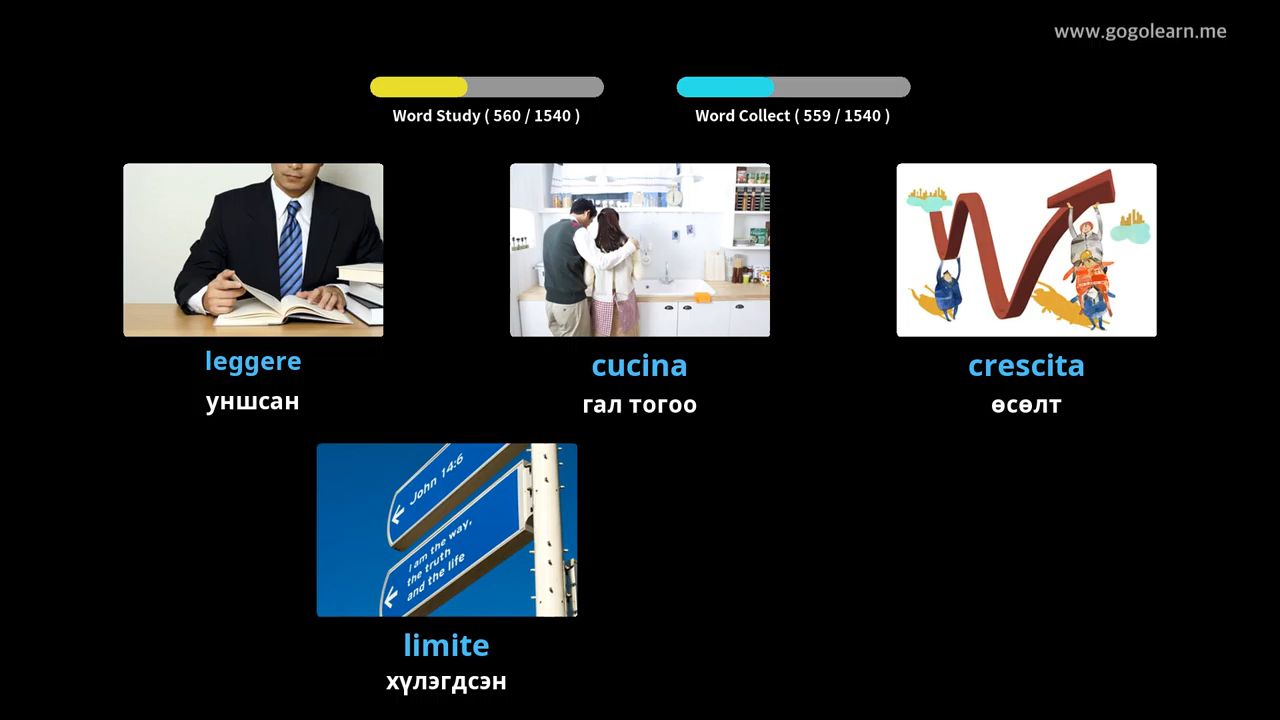 www.gogolearn.me
Word Study ( 560 / 1540 )
Word Collect ( 559 / 1540 )
leggere
уншсан
cucina
гал тогоо
crescita
өсөлт
John 14:6
I am the way,
the truth
and the life
limite
хүлэгдсэн